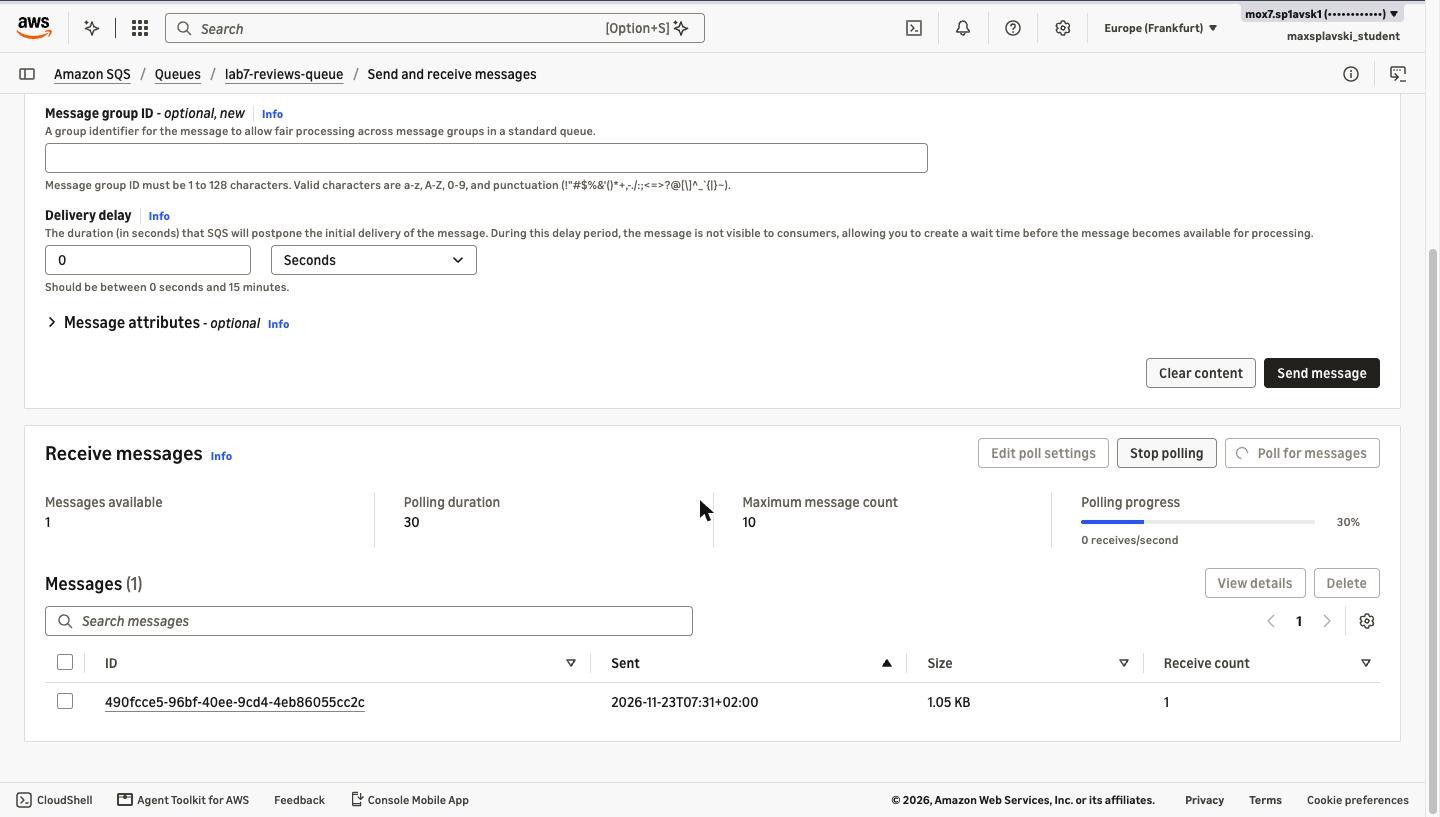 aws
Search [Option+S]
Europe (Frankfurt)
mox7.sp1avsk1 (••••••••••••)
maxsplavski_student
Amazon SQS / Queues / lab7-reviews-queue / Send and receive messages
Message group ID - optional, new Info
A group identifier for the message to allow fair processing across message groups in a standard queue.
Message group ID must be 1 to 128 characters. Valid characters are a-z, A-Z, 0-9, and punctuation (!"#$%&'()*+,-./:;<=>?@[\]^_`{|}~).
Delivery delay Info
The duration (in seconds) that SQS will postpone the initial delivery of the message. During this delay period, the message is not visible to consumers, allowing you to create a wait time before the message becomes available for processing.
0 Seconds
Should be between 0 seconds and 15 minutes.
Message attributes - optional Info
Clear content Send message
Receive messages Info Edit poll settings Stop polling Poll for messages
Messages available Polling duration Maximum message count Polling progress
1 30 10 30%
0 receives/second
Messages (1) View details Delete
Search messages 1
ID Sent Size Receive count
490fcce5-96bf-40ee-9cd4-4eb86055cc2c 2026-11-23T07:31+02:00 1.05 KB 1
CloudShell Agent Toolkit for AWS Feedback Console Mobile App © 2026, Amazon Web Services, Inc. or its affiliates. Privacy Terms Cookie preferences